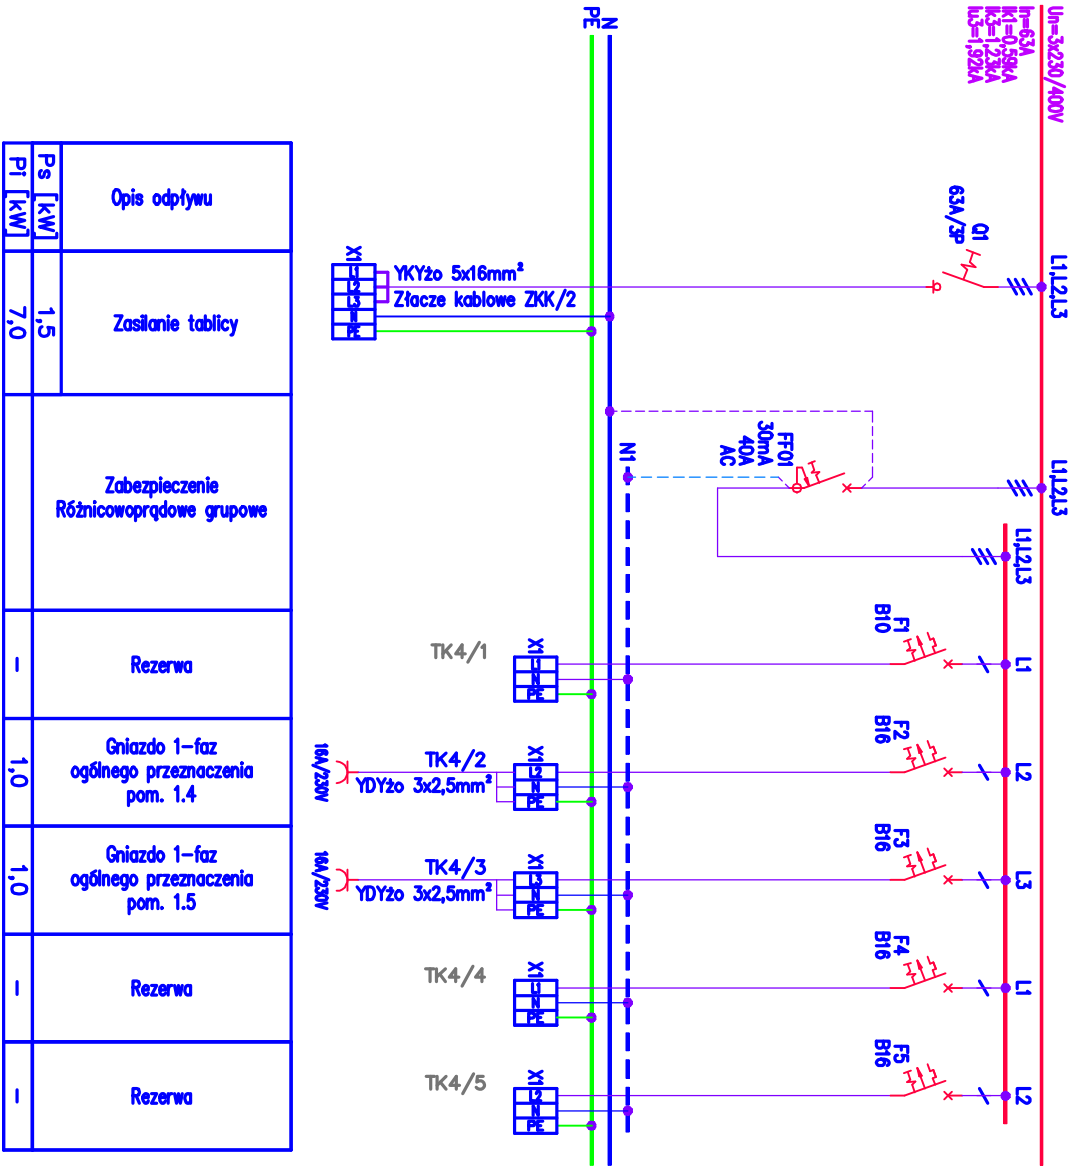 Un=3x230/400V
In=63A
Ik1=0,59kA
Ik3=1,23kA
iu3=1,92kA
N
PE
Q1
63A/3P
L1,L2,L3
X1
L1
L2
L3
N
PE
YKYżo 5x16mm²
Złącze kablowe ZKK/2
FF01
30mA
40A
AC
N1
L1,L2,L3
L1,L2,L3
F1
B10
L1
TK4/1
X1
L1
N
PE
F2
B16
L2
16A/230V
TK4/2
YDYżo 3x2,5mm²
X1
L2
N
PE
F3
B16
L3
16A/230V
TK4/3
YDYżo 3x2,5mm²
X1
L3
N
PE
F4
B16
L1
TK4/4
X1
L1
N
PE
F5
B16
L2
TK4/5
X1
L2
N
PE
Opis odpływu
Ps [kW]
Pi [kW]
Zasilanie tablicy
1,5
7,0
Zabezpieczenie
Różnicowoprądowe grupowe
Rezerwa
-
Gniazdo 1-faz
ogólnego przeznaczenia
pom. 1.4
1,0
Gniazdo 1-faz
ogólnego przeznaczenia
pom. 1.5
1,0
Rezerwa
-
Rezerwa
-